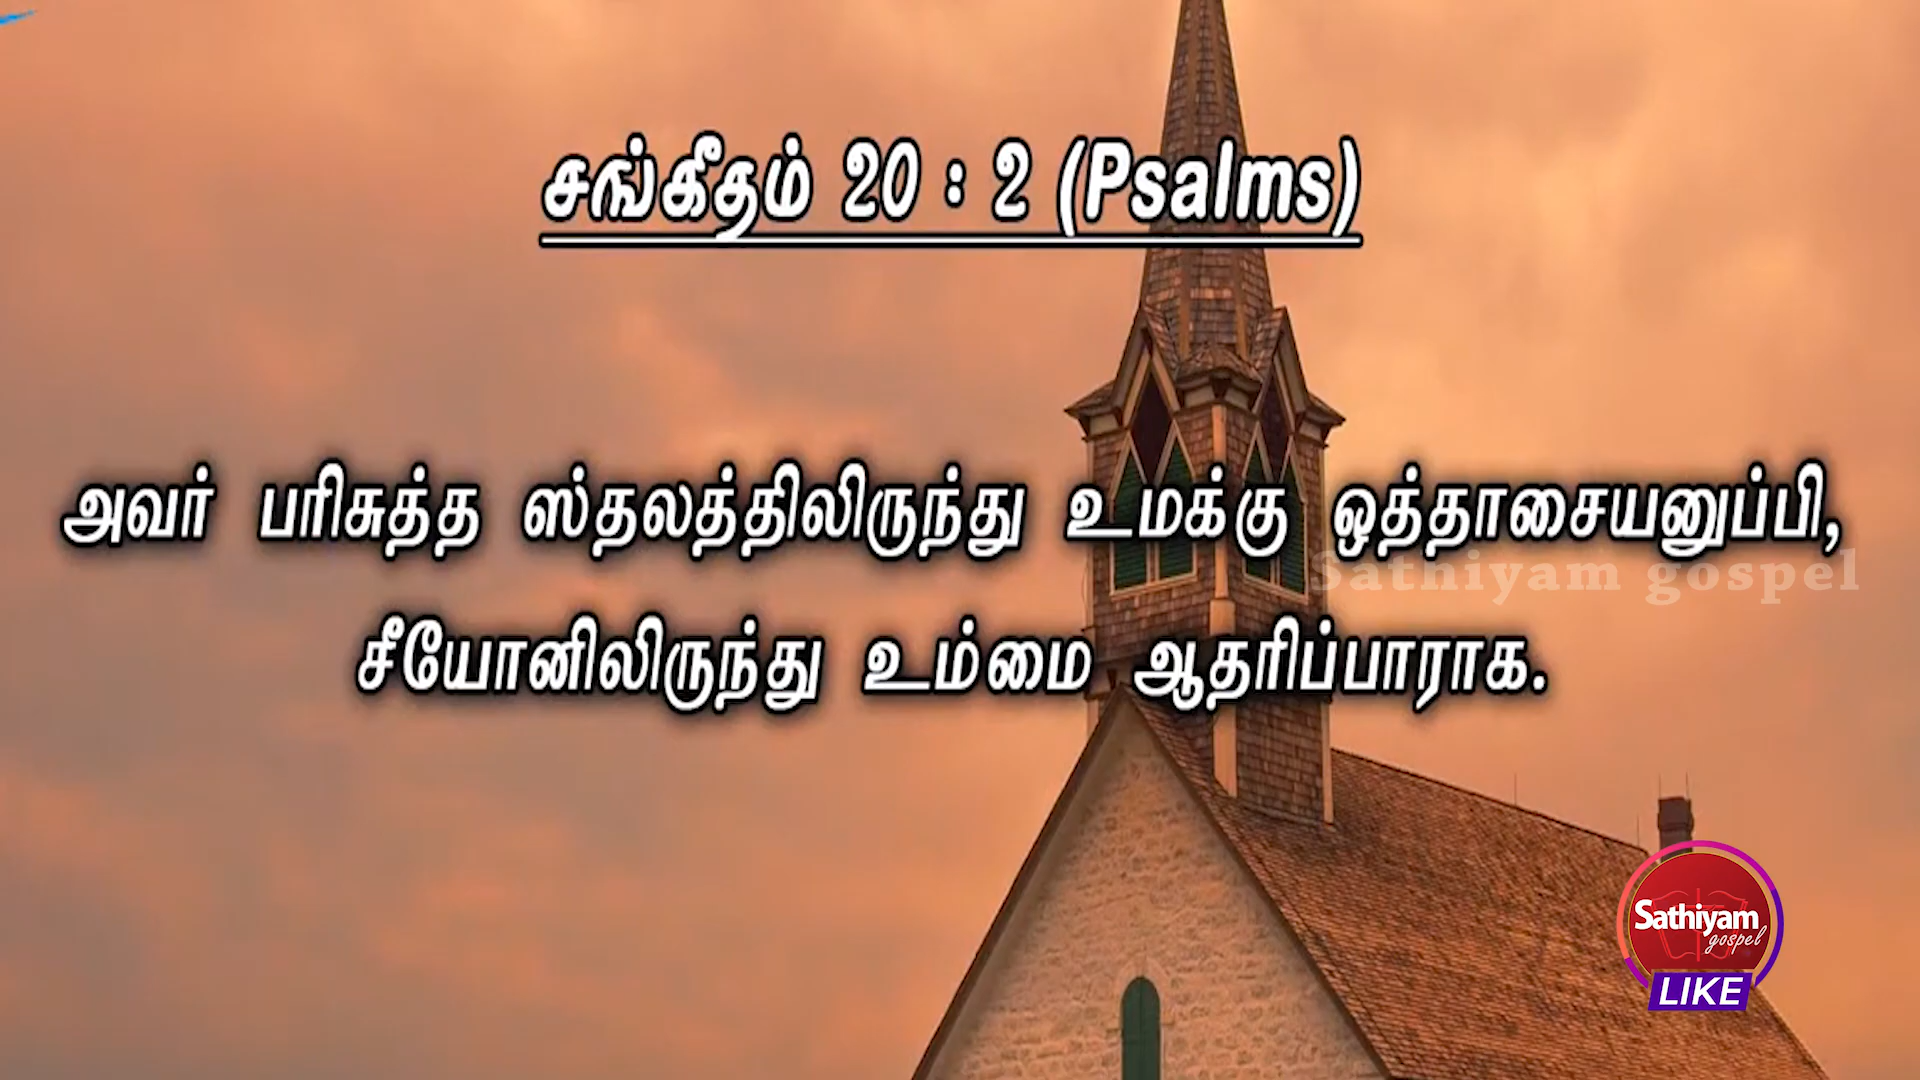 சங்கீதம் 20 : 2 (Psalms)
அவர் பரிசுத்த ஸ்தலத்திலிருந்து உமக்கு ஒத்தாசையனுப்பி,
Sathiyam gospel
சீயோனிலிருந்து உம்மை ஆதரிப்பாராக.
Sathiyam
gospel
LIKE